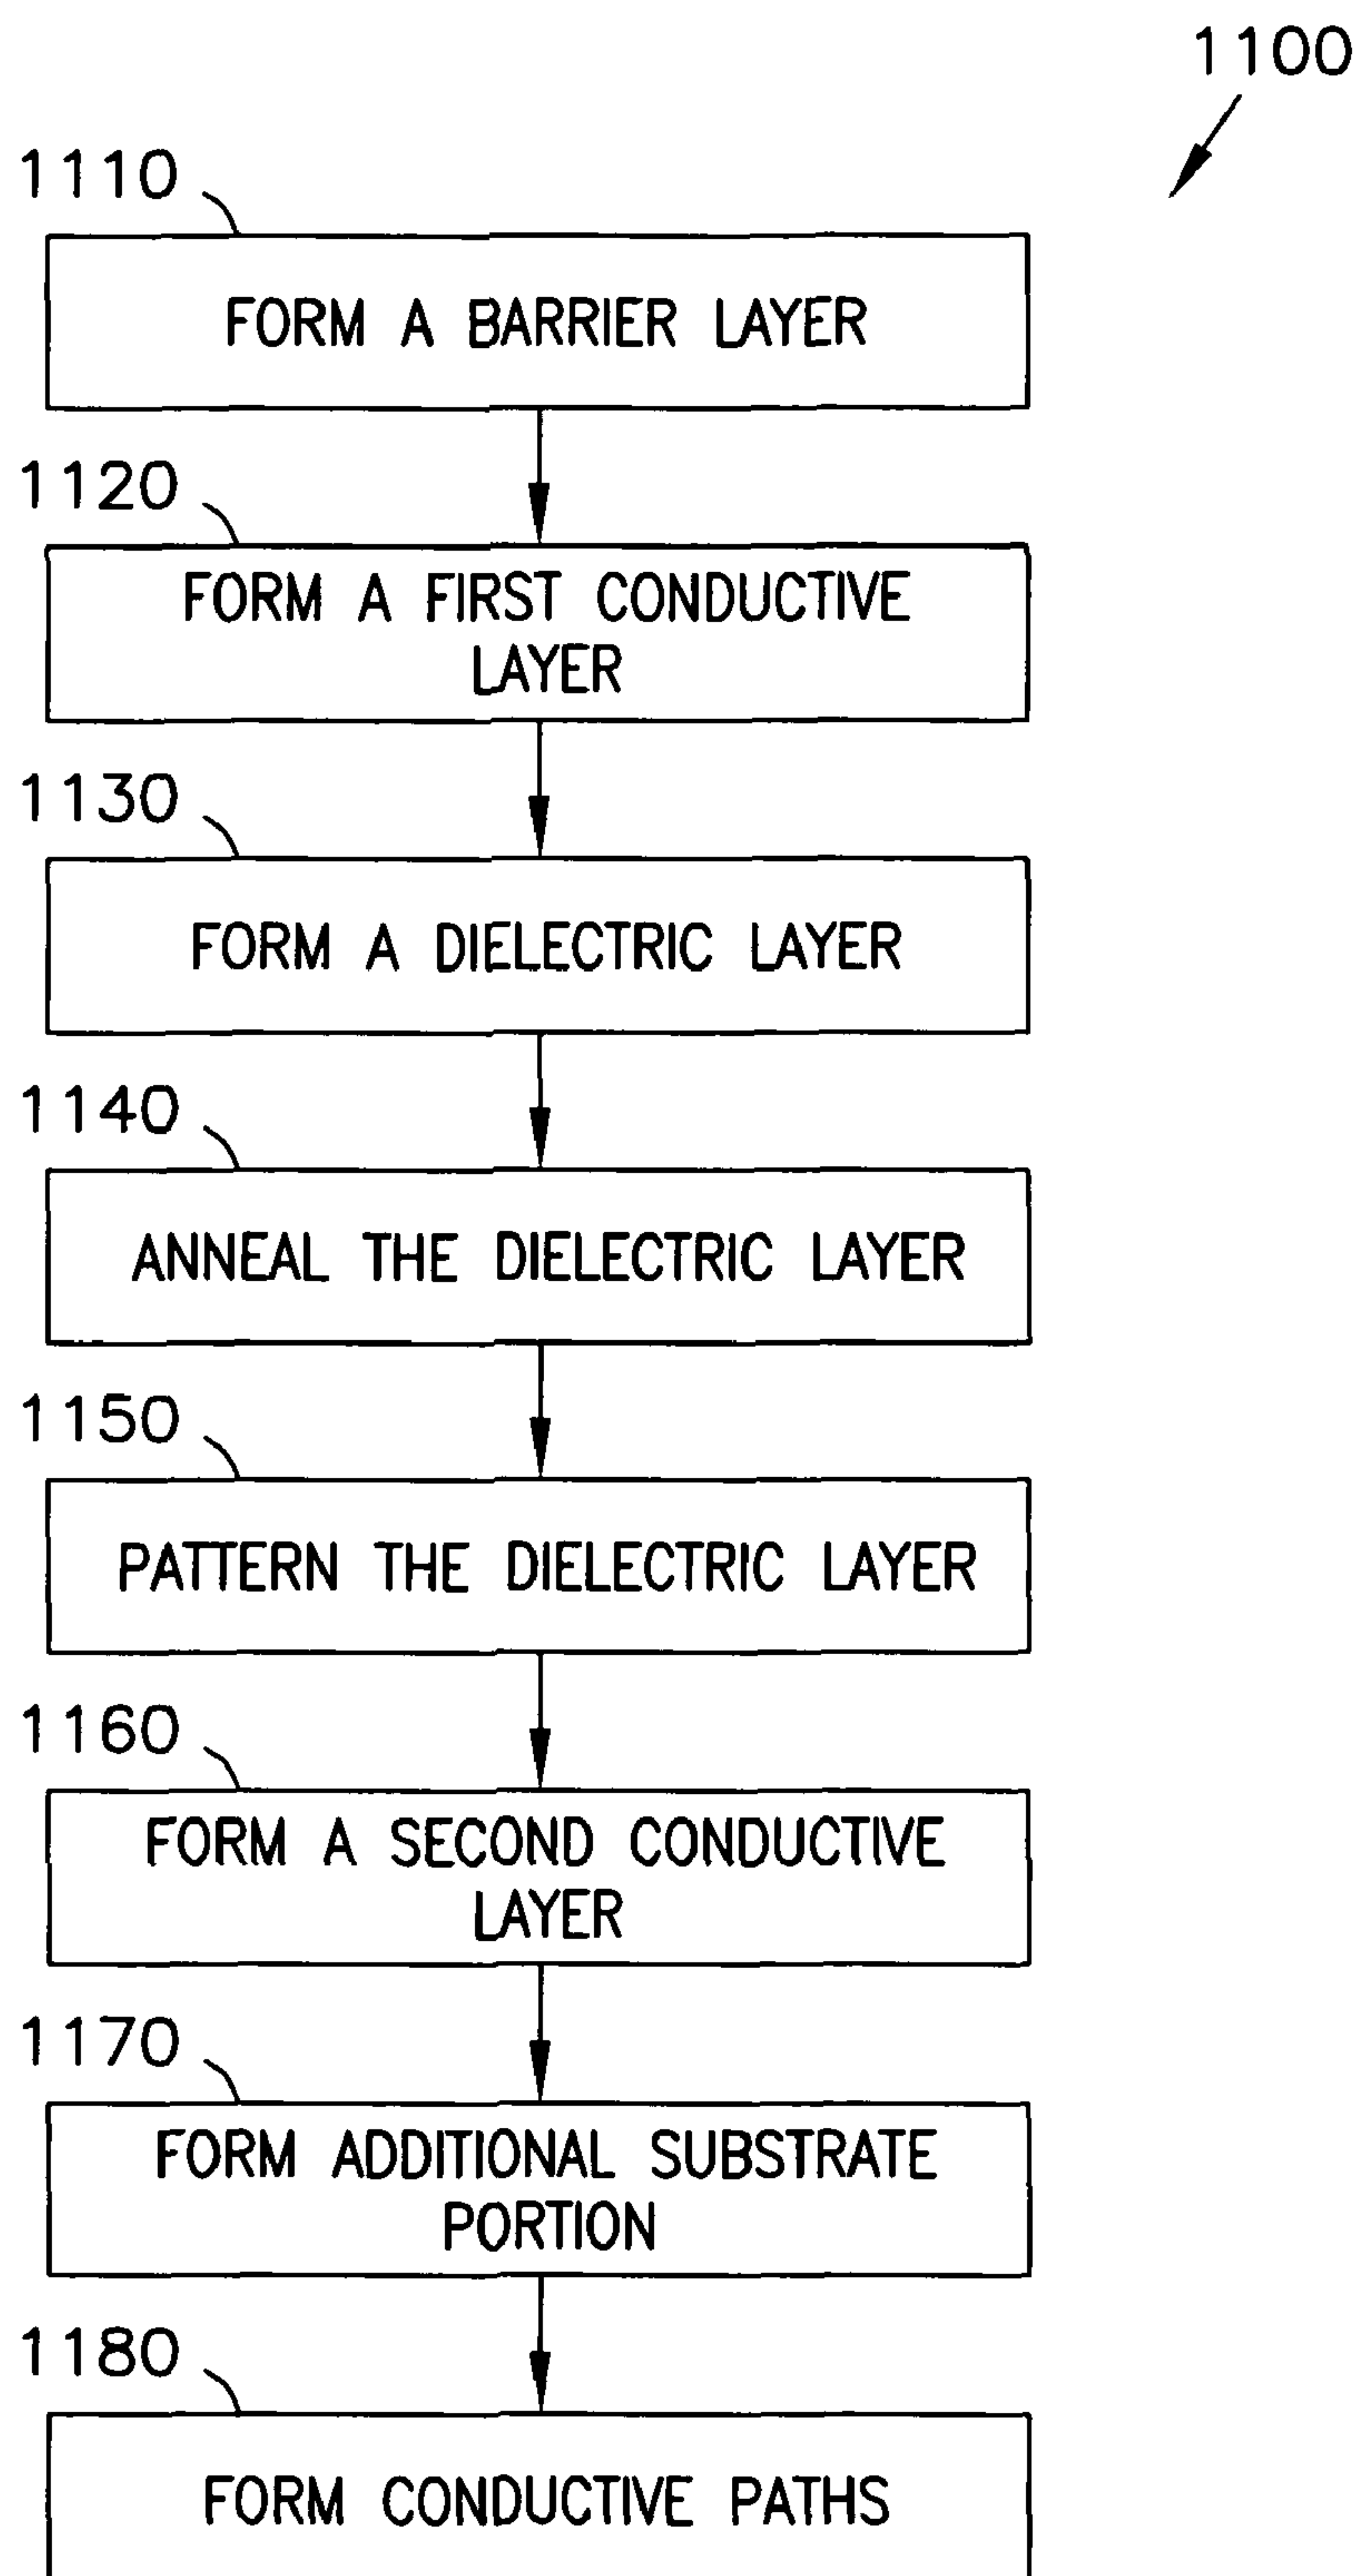 1100
1110
FORM A BARRIER LAYER
1120
FORM A FIRST CONDUCTIVE
LAYER
1130
FORM A DIELECTRIC LAYER
1140
ANNEAL THE DIELECTRIC LAYER
1150
PATTERN THE DIELECTRIC LAYER
1160
FORM A SECOND CONDUCTIVE
LAYER
1170
FORM ADDITIONAL SUBSTRATE
PORTION
1180
FORM CONDUCTIVE PATHS